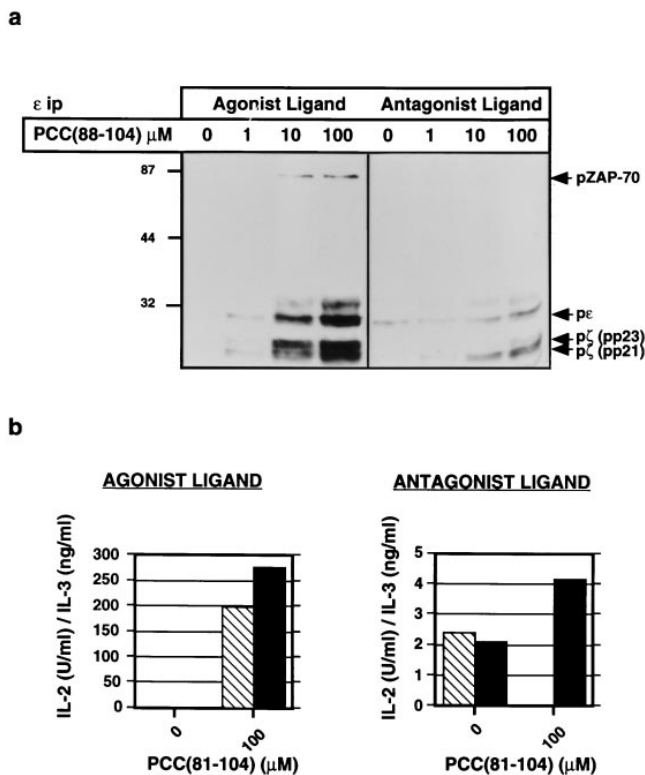 a
ε ip Agonist Ligand Antagonist Ligand
PCC(88-104) μM 0 1 10 100 0 1 10 100
87
pZAP-70
44
32
pε
pζ (pp23)
pζ (pp21)
b
AGONIST LIGAND
IL-2 (U/ml) / IL-3 (ng/ml)
300
250
200
150
100
50
0
0 100
PCC(81-104) (μM)
ANTAGONIST LIGAND
IL-2 (U/ml) / IL-3 (ng/ml)
5
4
3
2
1
0
0 100
PCC(81-104) (μM)